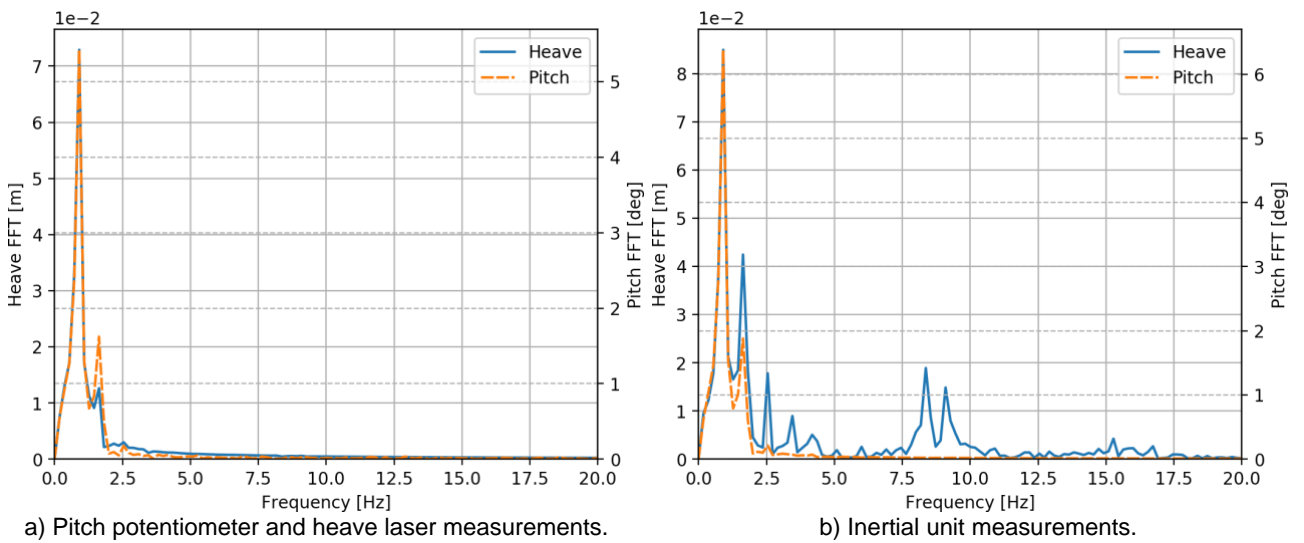 1e−2
Heave
Pitch
7
6
5
4
3
2
1
0
5
4
3
2
1
0
Heave FFT [m]
Pitch FFT [deg]
0.0 2.5 5.0 7.5 10.0 12.5 15.0 17.5 20.0
Frequency [Hz]
a) Pitch potentiometer and heave laser measurements.
1e−2
Heave
Pitch
8
7
6
5
4
3
2
1
0
6
5
4
3
2
1
0
Heave FFT [m]
Pitch FFT [deg]
0.0 2.5 5.0 7.5 10.0 12.5 15.0 17.5 20.0
Frequency [Hz]
b) Inertial unit measurements.